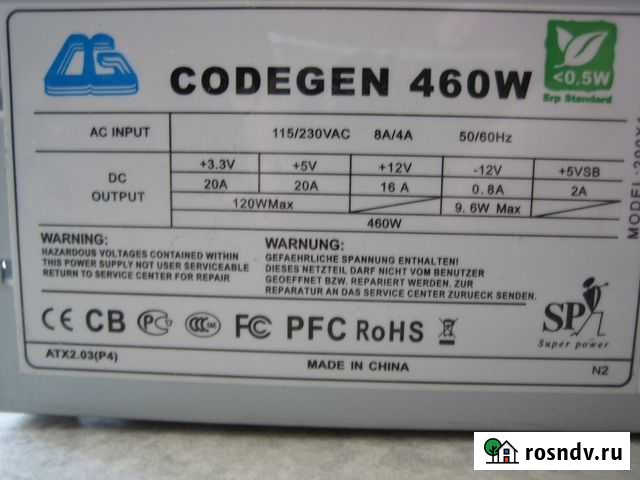 CODEGEN 460W
<0,5W
Erp Standard
AC INPUT 115/230VAC 8A/4A 50/60Hz
DC OUTPUT
+3.3V +5V +12V -12V +5VSB
20A 20A 16A 0.8A 2A
120WMax 9.6W Max
460W
WARNING:
HAZARDOUS VOLTAGES CONTAINED WITHIN
THIS POWER SUPPLY NOT USER SERVICEABLE
RETURN TO SERVICE CENTER FOR REPAIR
WARNUNG:
GEFAEHRLICHE SPANNUNG ENTHALTEN!
DIESES NETZTEIL DARF NICHT VOM BENUTZER
GEOEFFNET BZW. REPARIERT WERDEN. ZUR
REPARATUR AN DAS SERVICE CENTER ZURUECK SENDEN.
CE CB PC CCC FC PFC RoHS
SP
Super power
ATX2.03(P4)
MADE IN CHINA
N2
MODEL:
rosndv.ru